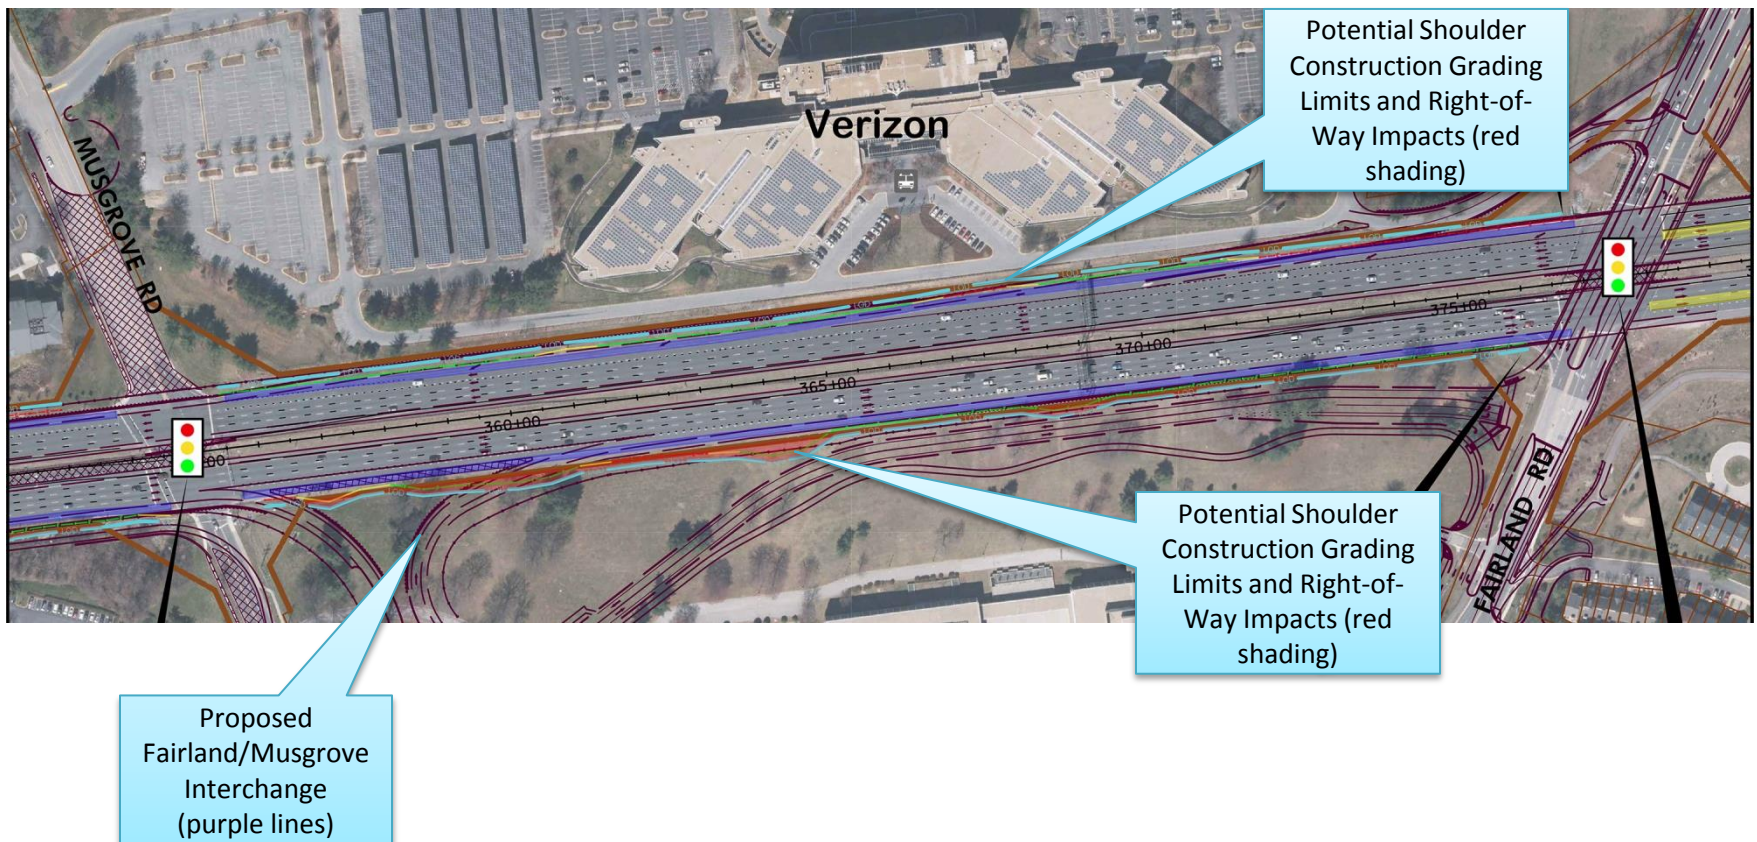 Potential Shoulder
Construction Grading
Limits and Right-of-
Way Impacts (red
shading)
Verizon
MUSGROVE RD
375+00
370+00
365+00
360+00
00
FAIRLAND RD
Potential Shoulder
Construction Grading
Limits and Right-of-
Way Impacts (red
shading)
Proposed
Fairland/Musgrove
Interchange
(purple lines)